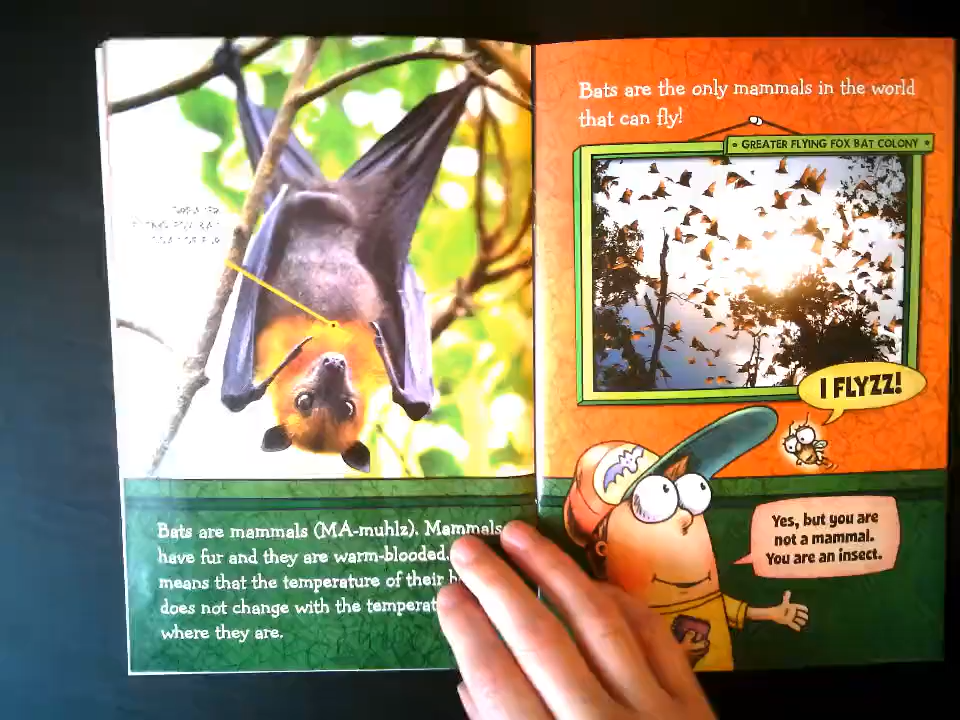 Bats are mammals (MA-muhlz). Mammals
have fur and they are warm-blooded.
means that the temperature of their
does not change with the temperat
where they are.
Bats are the only mammals in the world
that can fly!
• GREATER FLYING FOX BAT COLONY •
I FLYZZ!
Yes, but you are
not a mammal.
You are an insect.